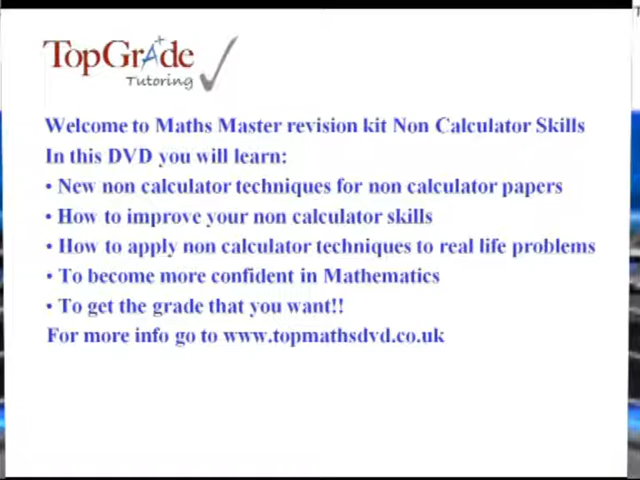 TopGrAde
Tutoring
Welcome to Maths Master revision kit Non Calculator Skills
In this DVD you will learn:
• New non calculator techniques for non calculator papers
• How to improve your non calculator skills
• How to apply non calculator techniques to real life problems
• To become more confident in Mathematics
• To get the grade that you want!!
For more info go to www.topmathsdvd.co.uk